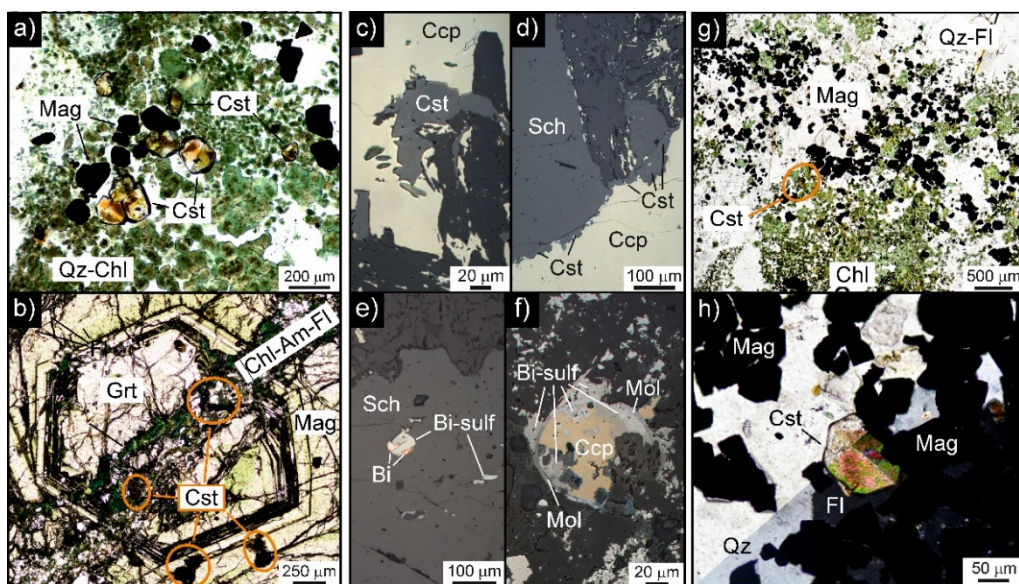 a)
Mag
Cst
Cst
Qz-Chl
200 µm
b)
Chl-Am-Fl
Grt
Mag
Cst
250 µm
c)
Ccp
Cst
20 µm
d)
Sch
Cst
Ccp
Cst
100 µm
e)
Sch
Bi-sulf
Bi
100 µm
f)
Bi-sulf
Mol
Ccp
Mol
20 µm
g)
Qz-Fl
Mag
Cst
Chl
500 µm
h)
Mag
Cst
Mag
Fl
Qz
50 µm